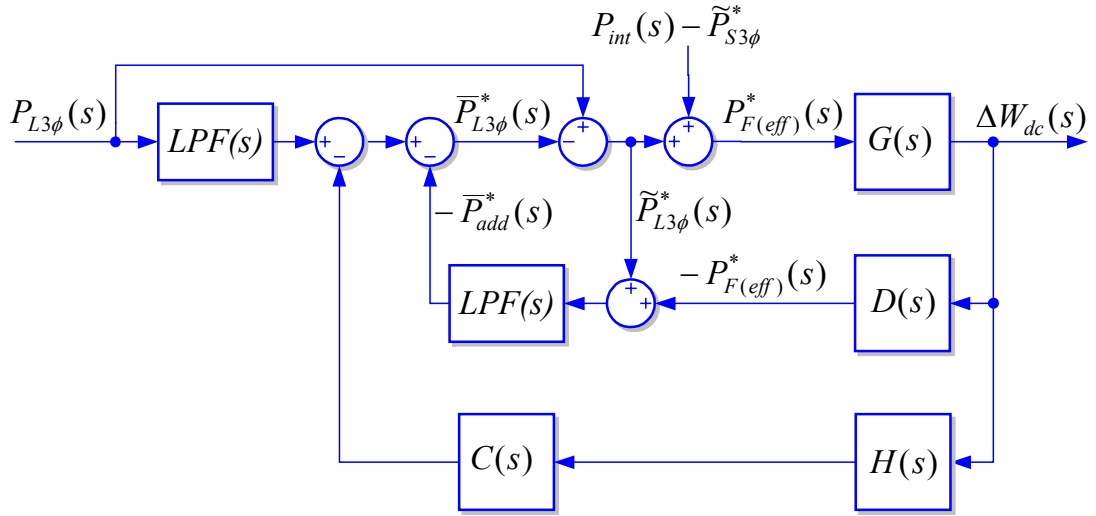 P_int(s) − P̃*_S3φ
P_L3φ(s)
LPF(s)
+
−
+
−
P̄*_L3φ(s)
+
−
+
+
P*_F(eff)(s)
G(s)
ΔW_dc(s)
− P̄*_add(s)
P̃*_L3φ(s)
LPF(s)
+
+
− P*_F(eff)(s)
D(s)
C(s)
H(s)